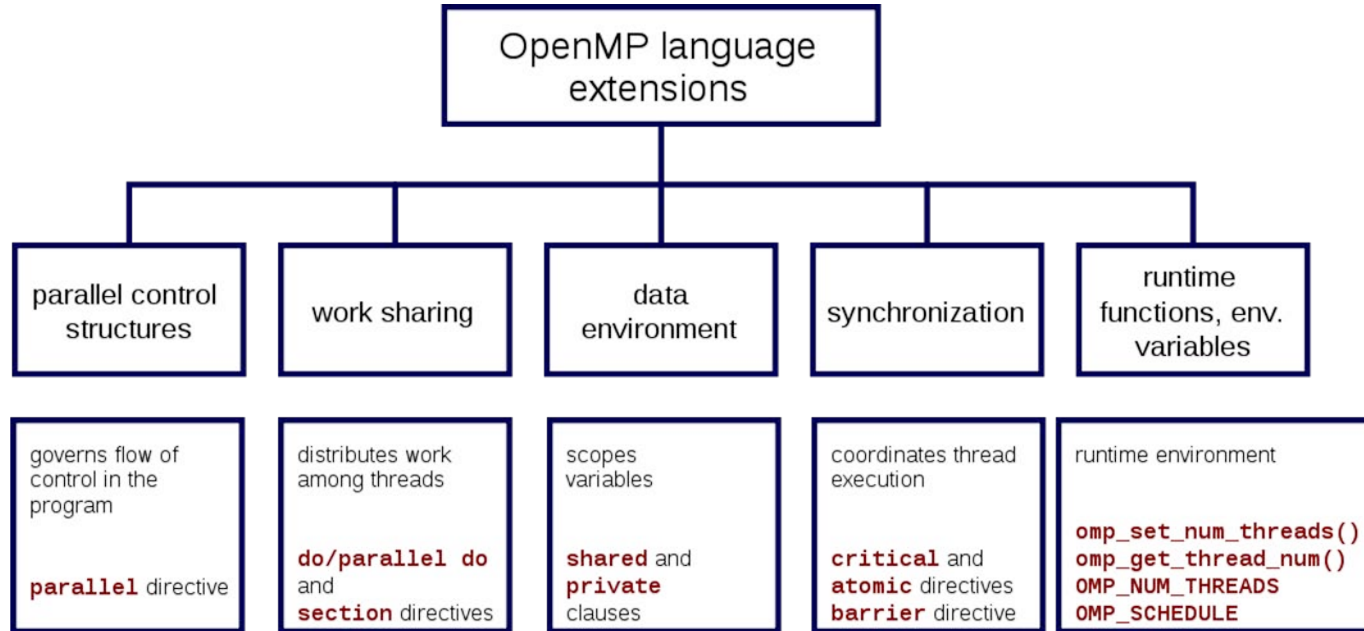 OpenMP language
extensions
parallel control
structures
work sharing
data
environment
synchronization
runtime
functions, env.
variables
governs flow of
control in the
program
parallel directive
distributes work
among threads
do/parallel do
and
section directives
scopes
variables
shared and
private
clauses
coordinates thread
execution
critical and
atomic directives
barrier directive
runtime environment
omp_set_num_threads()
omp_get_thread_num()
OMP_NUM_THREADS
OMP_SCHEDULE